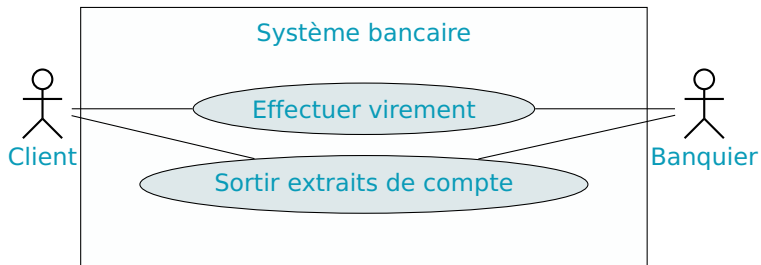 Système bancaire
Effectuer virement
Client
Banquier
Sortir extraits de compte